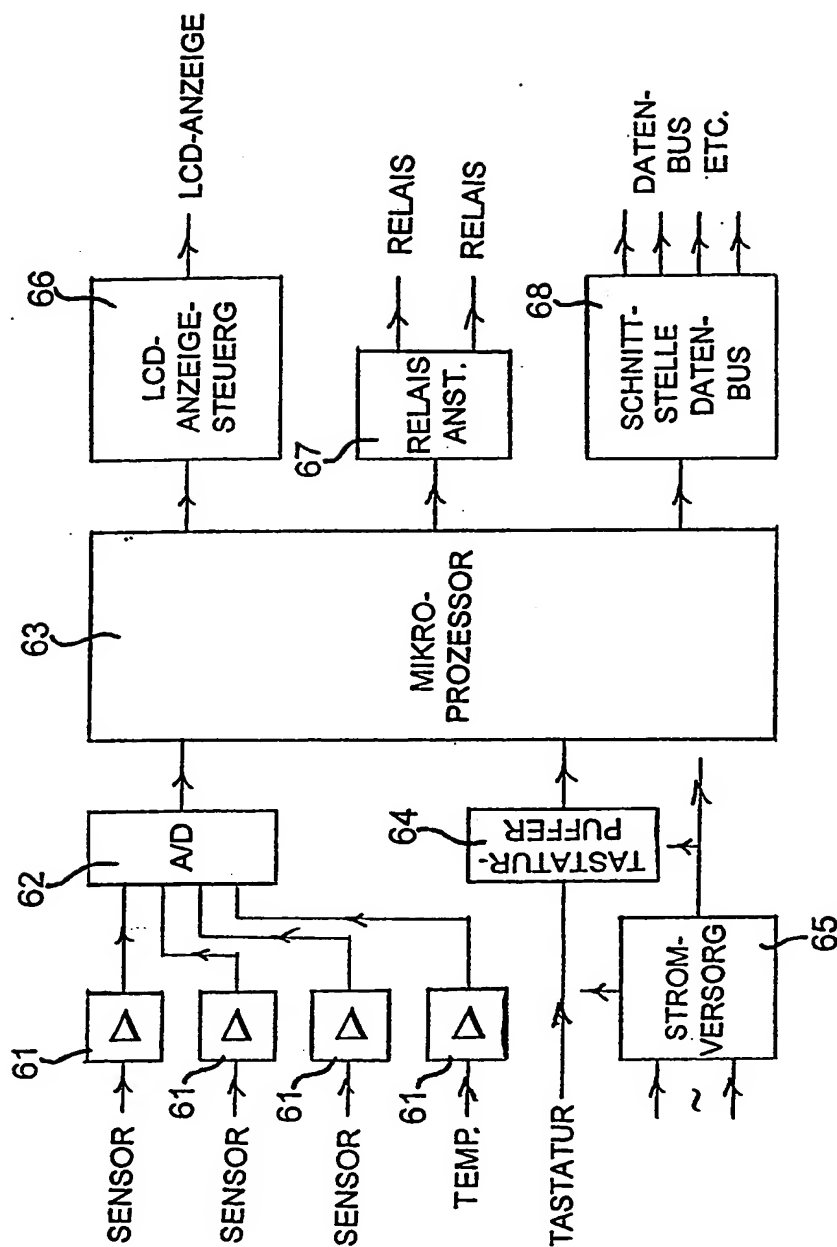 SENSOR
61
SENSOR
61
SENSOR
61
TEMP.
61
62
A/D
TASTATUR
64
TASTATUR-
PUFFER
STROM-
VERSORG
65
~
63
MIKRO-
PROZESSOR
66
LCD-
ANZEIGE-
STEUERG
LCD-ANZEIGE
67
RELAIS
ANST.
RELAIS
RELAIS
68
SCHNITT-
STELLE
DATEN-
BUS
DATEN-
BUS
ETC.